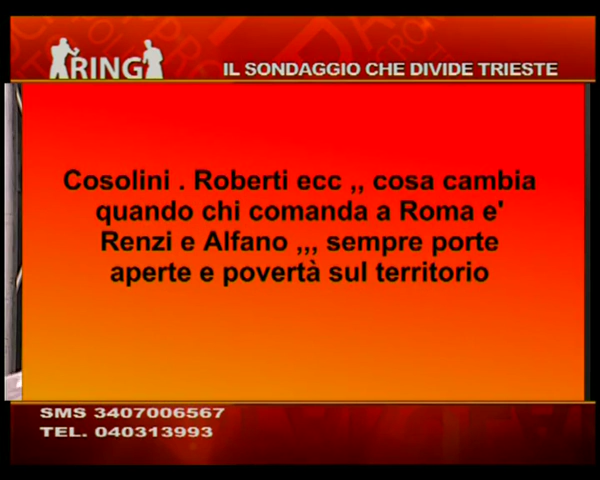 RING
IL SONDAGGIO CHE DIVIDE TRIESTE
Cosolini . Roberti ecc ,, cosa cambia
quando chi comanda a Roma e'
Renzi e Alfano ,,, sempre porte
aperte e povertà sul territorio
SMS 3407006567
TEL. 040313993